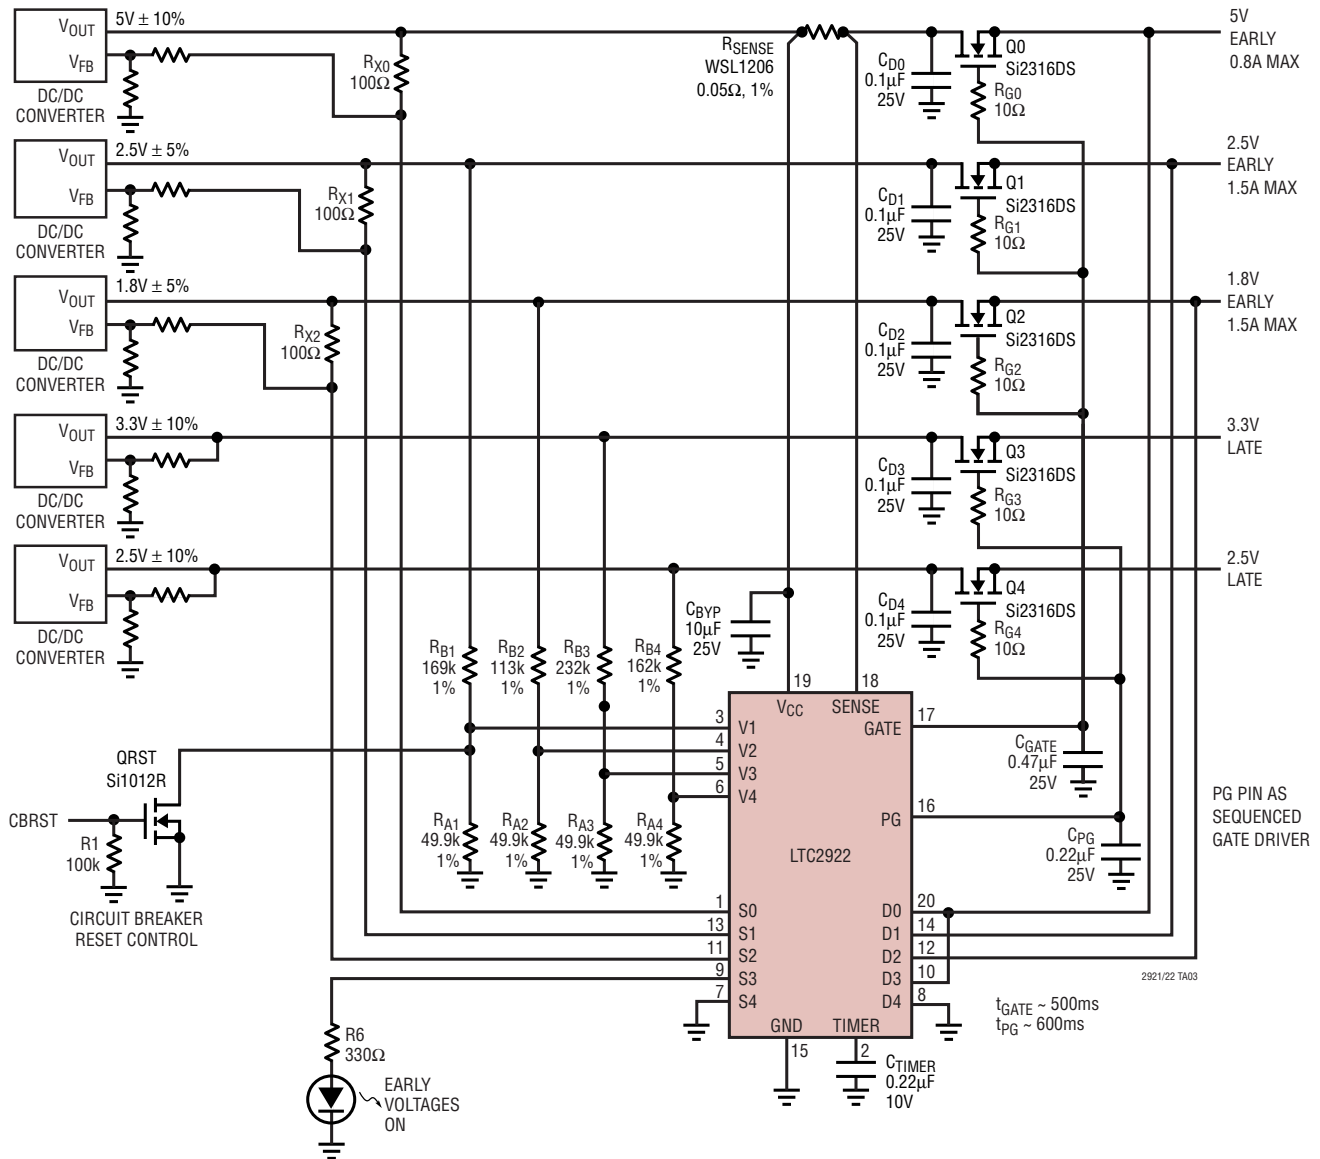 VOUT
VFB
DC/DC
CONVERTER
5V ± 10%
RX0
100Ω
RSENSE
WSL1206
0.05Ω, 1%
CD0
0.1µF
25V
Q0
Si2316DS
RG0
10Ω
5V
EARLY
0.8A MAX
VOUT
VFB
DC/DC
CONVERTER
2.5V ± 5%
RX1
100Ω
CD1
0.1µF
25V
Q1
Si2316DS
RG1
10Ω
2.5V
EARLY
1.5A MAX
VOUT
VFB
DC/DC
CONVERTER
1.8V ± 5%
RX2
100Ω
CD2
0.1µF
25V
Q2
Si2316DS
RG2
10Ω
1.8V
EARLY
1.5A MAX
VOUT
VFB
DC/DC
CONVERTER
3.3V ± 10%
CD3
0.1µF
25V
Q3
Si2316DS
RG3
10Ω
3.3V
LATE
VOUT
VFB
DC/DC
CONVERTER
2.5V ± 10%
CD4
0.1µF
25V
Q4
Si2316DS
RG4
10Ω
2.5V
LATE
CBYP
10µF
25V
RB1
169k
1%
RB2
113k
1%
RB3
232k
1%
RB4
162k
1%
19
18
VCC
SENSE
3
V1
4
V2
5
V3
6
V4
GATE
17
CGATE
0.47µF
25V
QRST
Si1012R
CBRST
R1
100k
CIRCUIT BREAKER
RESET CONTROL
RA1
49.9k
1%
RA2
49.9k
1%
RA3
49.9k
1%
RA4
49.9k
1%
LTC2922
PG
16
CPG
0.22µF
25V
PG PIN AS
SEQUENCED
GATE DRIVER
1
S0
13
S1
11
S2
9
S3
7
S4
D0
20
D1
14
D2
12
D3
10
D4
8
GND
TIMER
15
2
CTIMER
0.22µF
10V
2921/22 TA03
tGATE ~ 500ms
tPG ~ 600ms
R6
330Ω
EARLY
VOLTAGES
ON